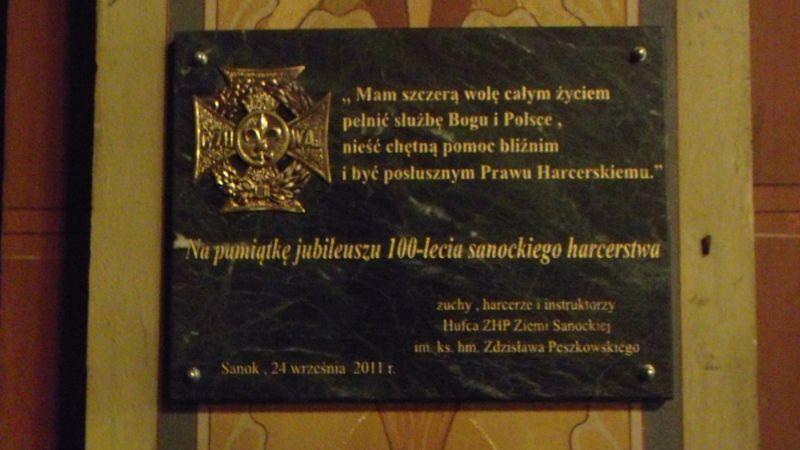 „ Mam szczerą wolę całym życiem
pełnić służbę Bogu i Polsce ,
nieść chętną pomoc bliźnim
i być posłusznym Prawu Harcerskiemu.”
CZU WAJ
Na pamiątkę jubileuszu 100-lecia sanockiego harcerstwa
zuchy , harcerze i instruktorzy
Hufca ZHP Ziemi Sanockiej
im. ks. hm. Zdzisława Peszkowskiego
Sanok , 24 września 2011 r.